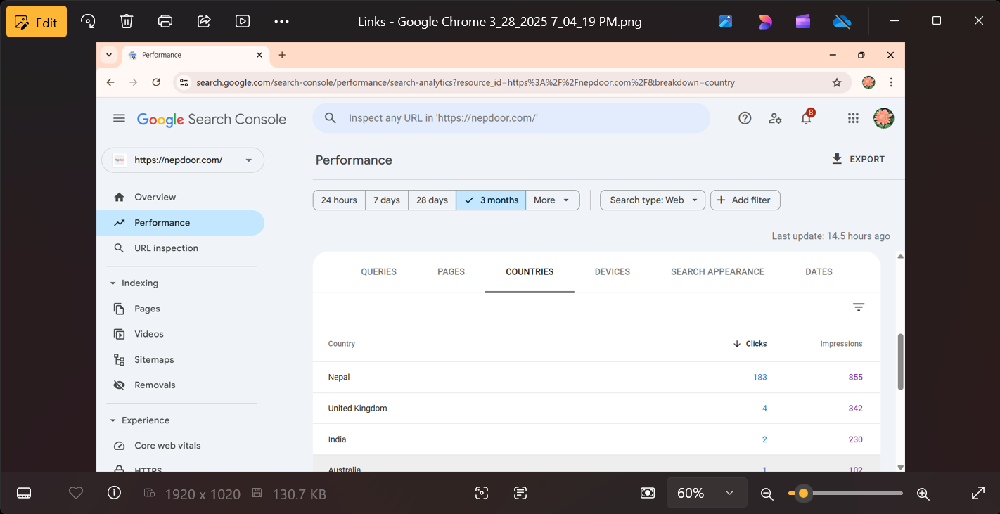 Edit
Links - Google Chrome 3_28_2025 7_04_19 PM.png
Performance
search.google.com/search-console/performance/search-analytics?resource_id=https%3A%2F%2Fnepdoor.com%2F&breakdown=country
Google Search Console
Inspect any URL in 'https://nepdoor.com/'
8
https://nepdoor.com/
Performance
EXPORT
Overview
24 hours 7 days 28 days 3 months More Search type: Web Add filter
Performance
Last update: 14.5 hours ago
URL inspection
QUERIES PAGES COUNTRIES DEVICES SEARCH APPEARANCE DATES
Indexing
Pages
Videos
Sitemaps
Removals
Experience
Core web vitals
HTTPS
Country Clicks Impressions
Nepal 183 855
United Kingdom 4 342
India 2 230
Australia 1 102
1920 x 1020 130.7 KB 60%